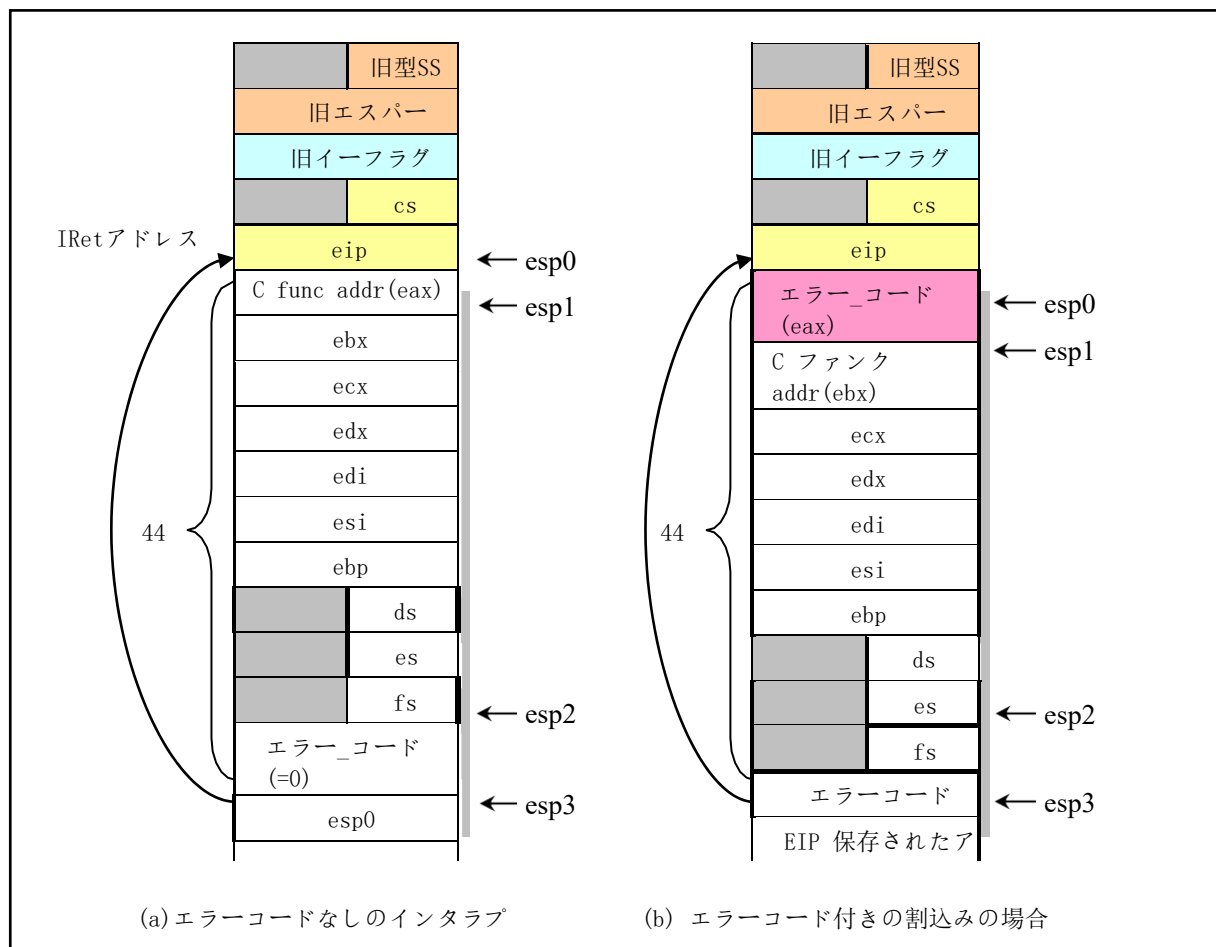 旧型SS
旧エスパー
旧イーフラグ
cs
IRetアドレス
eip
esp0
C func addr(eax)
esp1
ebx
ecx
edx
edi
44
esi
ebp
ds
es
fs
esp2
エラー_コード
(=0)
esp3
esp0
(a)エラーコードなしのインタラプ
旧型SS
旧エスパー
旧イーフラグ
cs
eip
エラー_コード
(eax)
esp0
esp1
C ファンク
addr(ebx)
ecx
edx
edi
44
esi
ebp
ds
es
esp2
fs
エラーコード
esp3
EIP 保存されたア
(b) エラーコード付きの割込みの場合